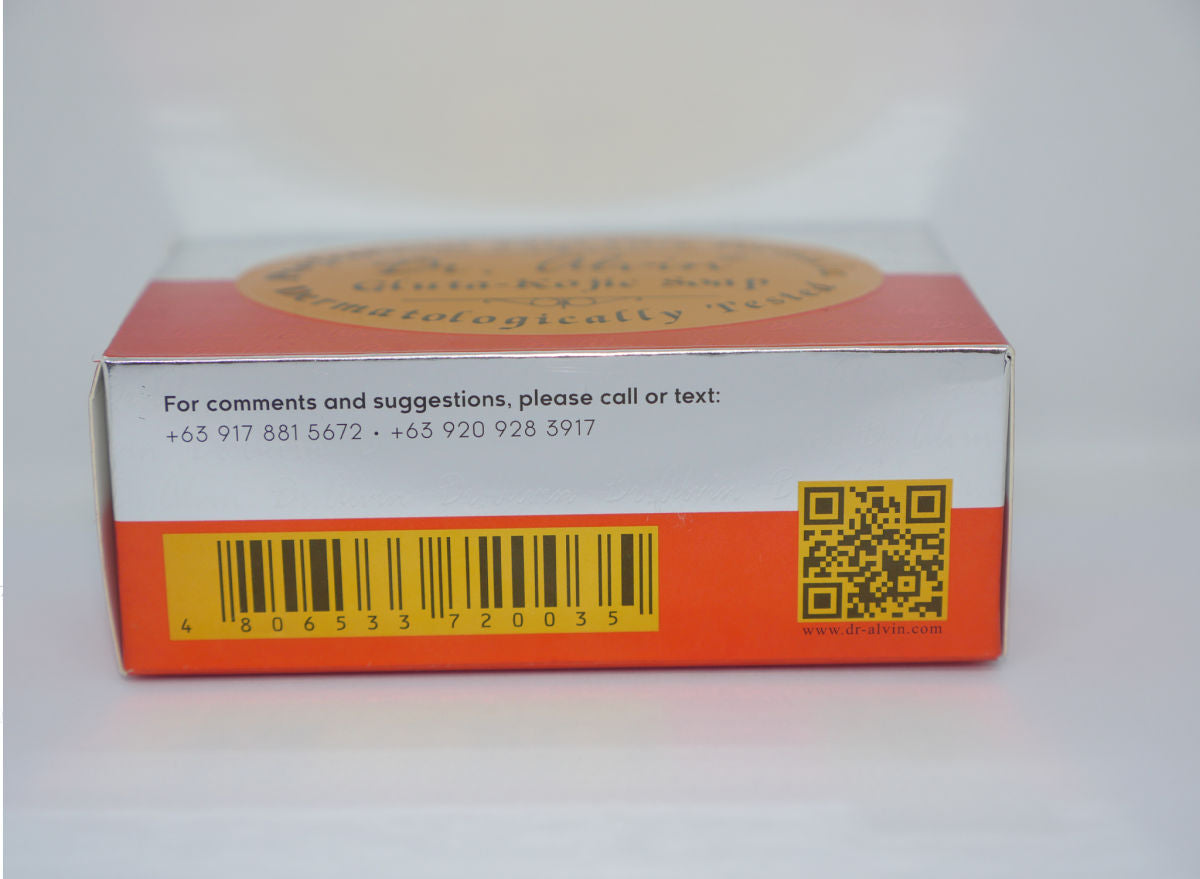 Dr. Alvin
Gluta-Kojic Soup
Dermatologically Tested
For comments and suggestions, please call or text:
+63 917 881 5672 • +63 920 928 3917
4 806533 720035
www.dr-alvin.com